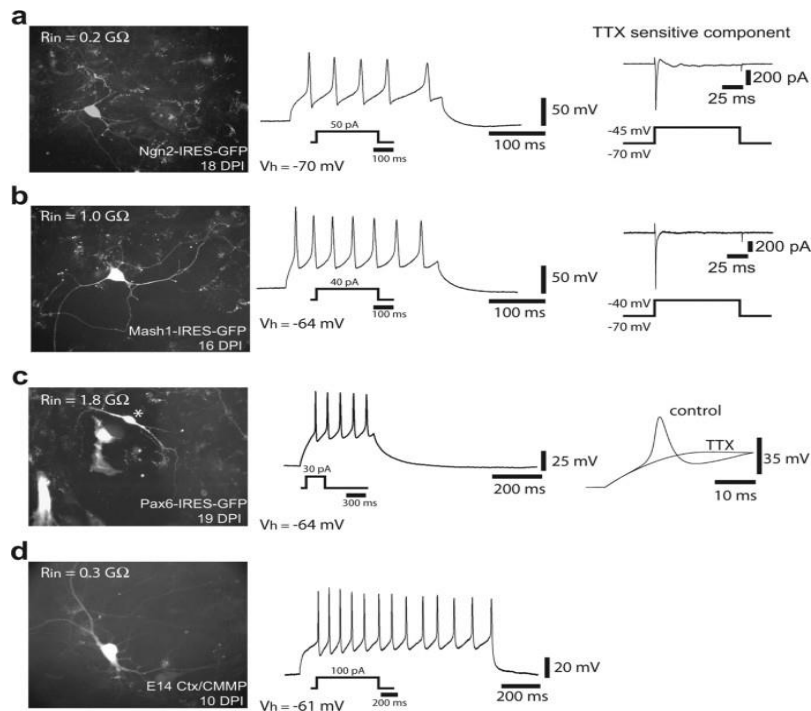 a
Rin = 0.2 GΩ
Ngn2-IRES-GFP
18 DPI
50 pA
100 ms
Vh = -70 mV
50 mV
100 ms
TTX sensitive component
200 pA
25 ms
-45 mV
-70 mV
b
Rin = 1.0 GΩ
Mash1-IRES-GFP
16 DPI
40 pA
100 ms
Vh = -64 mV
50 mV
100 ms
200 pA
25 ms
-40 mV
-70 mV
c
Rin = 1.8 GΩ
*
Pax6-IRES-GFP
19 DPI
30 pA
300 ms
Vh = -64 mV
25 mV
200 ms
control
TTX
35 mV
10 ms
d
Rin = 0.3 GΩ
E14 Ctx/CMMP
10 DPI
100 pA
200 ms
Vh = -61 mV
20 mV
200 ms